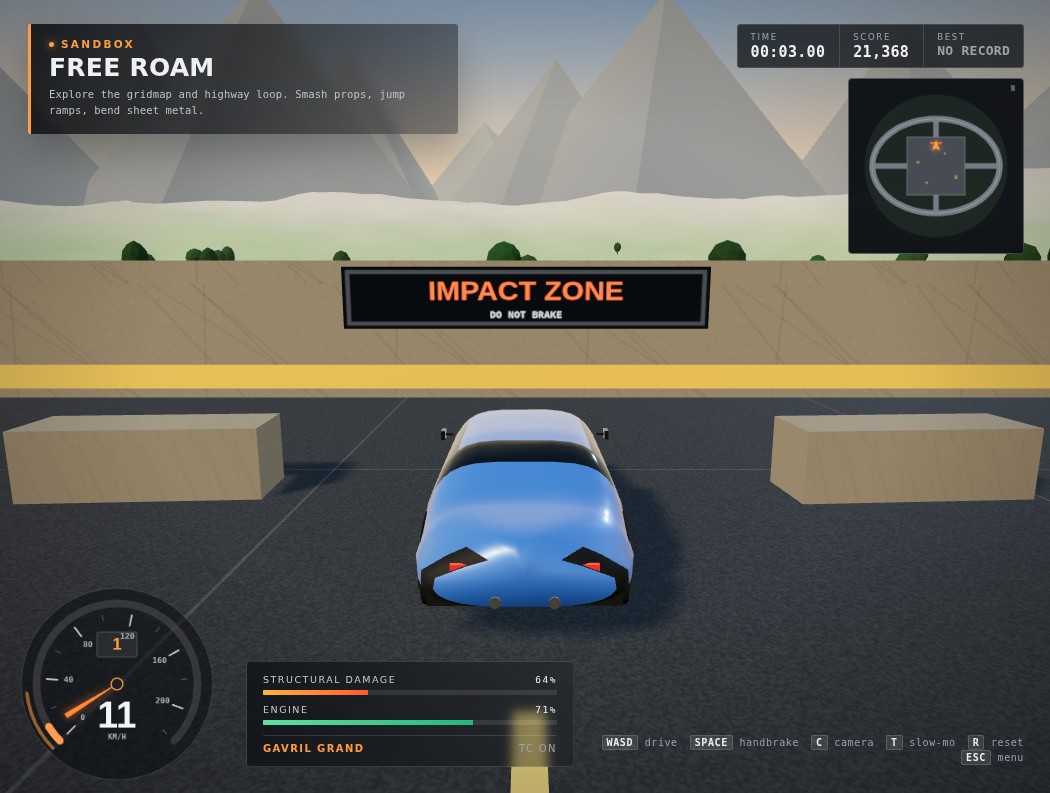 SANDBOX
FREE ROAM
Explore the gridmap and highway loop. Smash props, jump
ramps, bend sheet metal.
TIME
00:03.00
SCORE
21,368
BEST
NO RECORD
N
IMPACT ZONE
DO NOT BRAKE
0
40
80
120
160
200
1
11
KM/H
STRUCTURAL DAMAGE 64%
ENGINE 71%
GAVRIL GRAND TC ON
WASD drive SPACE handbrake C camera T slow-mo R reset
ESC menu